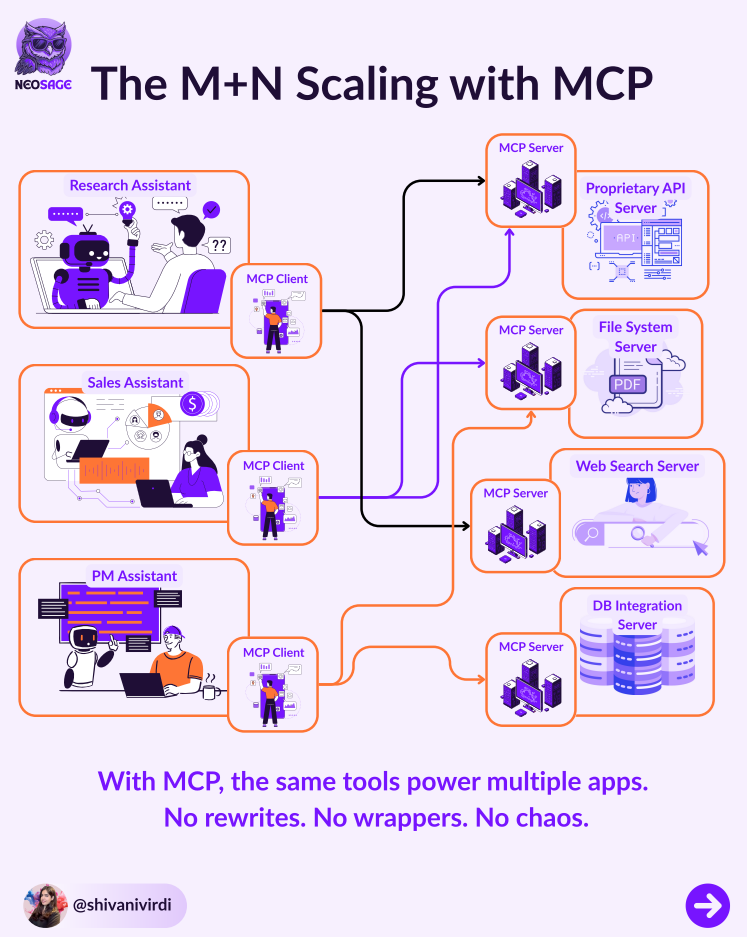 NEOSAGE
The M+N Scaling with MCP
Research Assistant
??
MCP Client
Sales Assistant
$
MCP Client
PM Assistant
MCP Client
MCP Server
Proprietary API
Server
</>
API
{...}
MCP Server
File System
Server
PDF
MCP Server
Web Search Server
MCP Server
DB Integration
Server
With MCP, the same tools power multiple apps.
No rewrites. No wrappers. No chaos.
@shivanivirdi